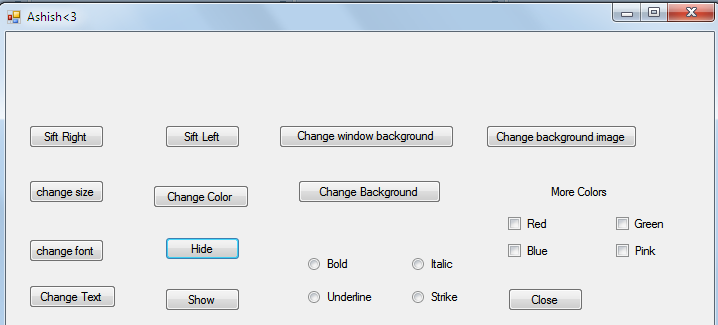 Ashish<3
Sift Right
Sift Left
Change window background
Change background image
change size
Change Color
Change Background
More Colors
Red
Green
change font
Hide
Blue
Pink
Bold
Italic
Change Text
Show
Underline
Strike
Close